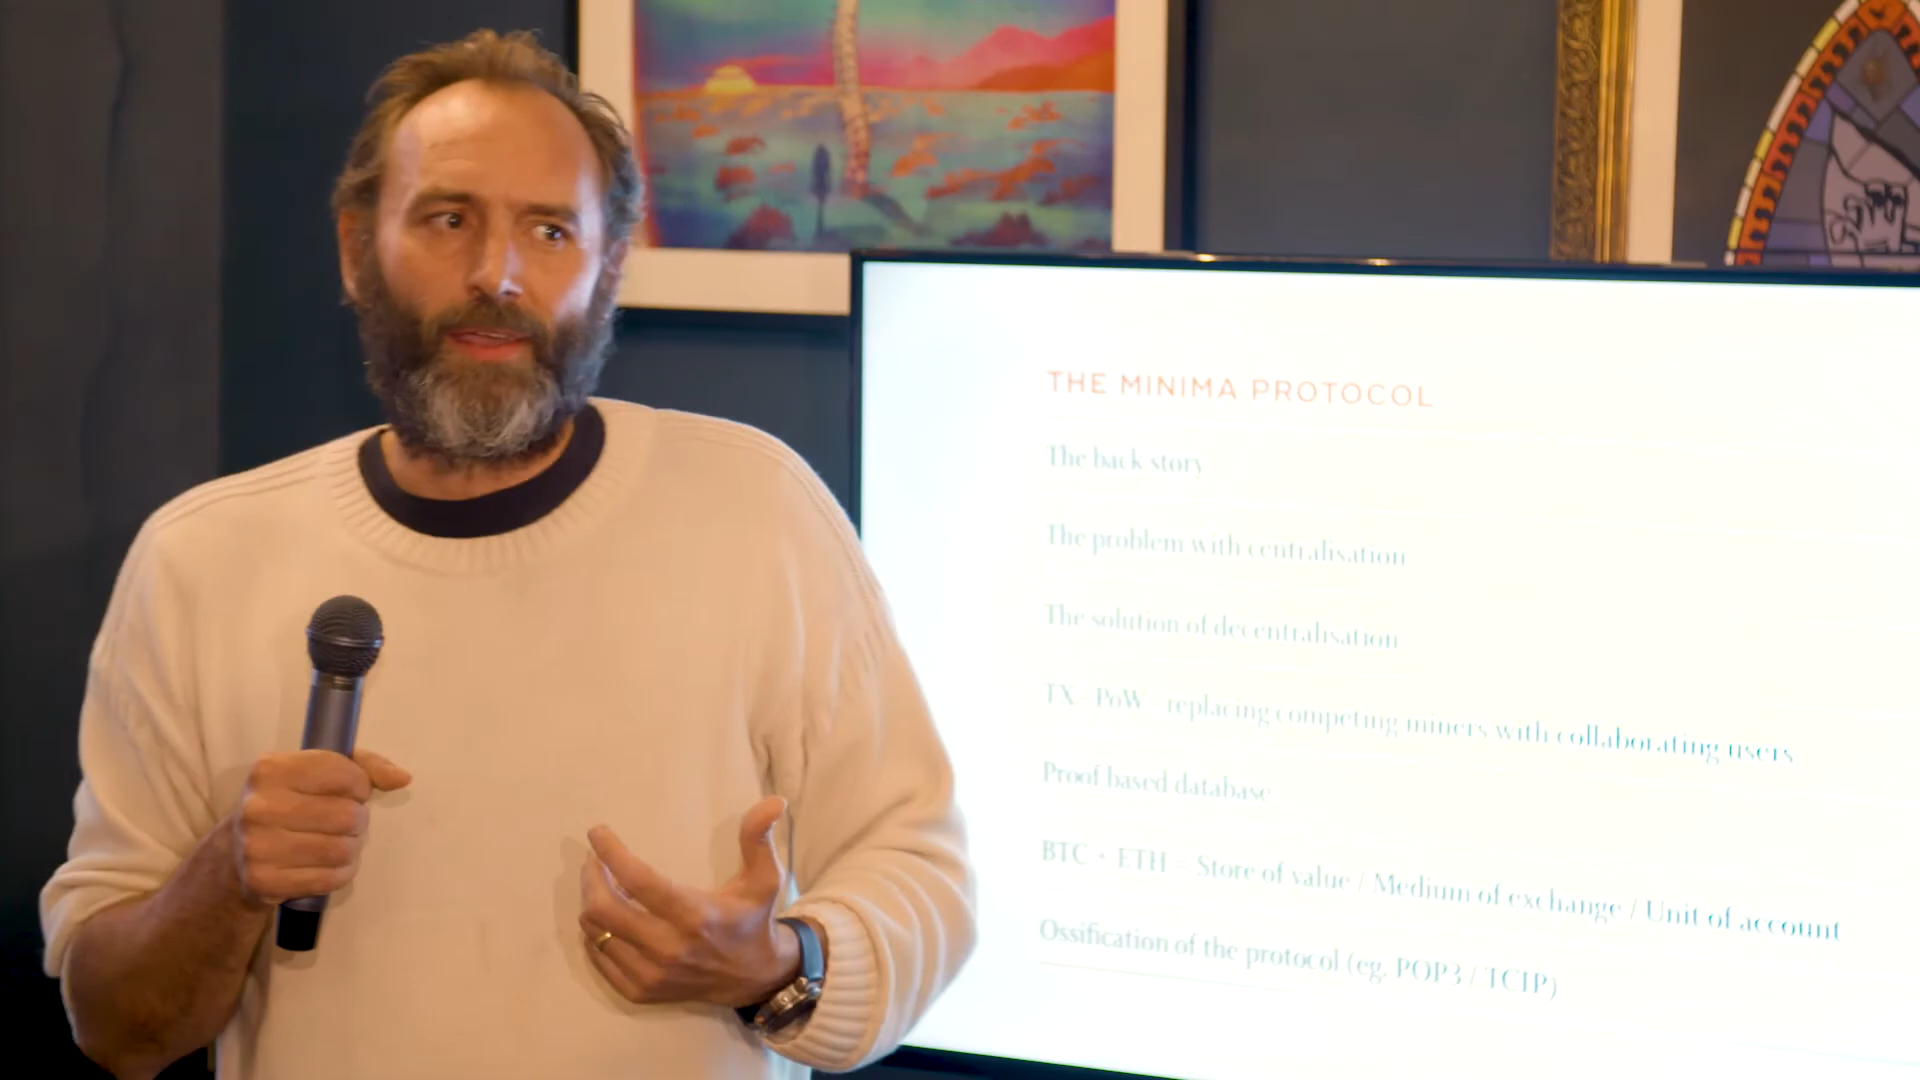 THE MINIMA PROTOCOL
The back story
The problem with centralisation
The solution of decentralisation
TX - PoW - replacing competing miners with collaborating users
Proof based database
BTC + ETH = Store of value / Medium of exchange / Unit of account
Ossification of the protocol (eg. POP3 / TCIP)